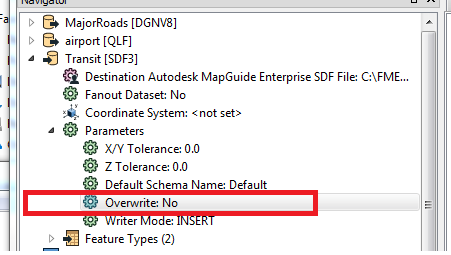 Navigator
MajorRoads [DGNV8]
airport [QLF]
Transit [SDF3]
Destination Autodesk MapGuide Enterprise SDF File: C:\FME...
Fanout Dataset: No
Coordinate System: <not set>
Parameters
X/Y Tolerance: 0.0
Z Tolerance: 0.0
Default Schema Name: Default
Overwrite: No
Writer Mode: INSERT
Feature Types (2)